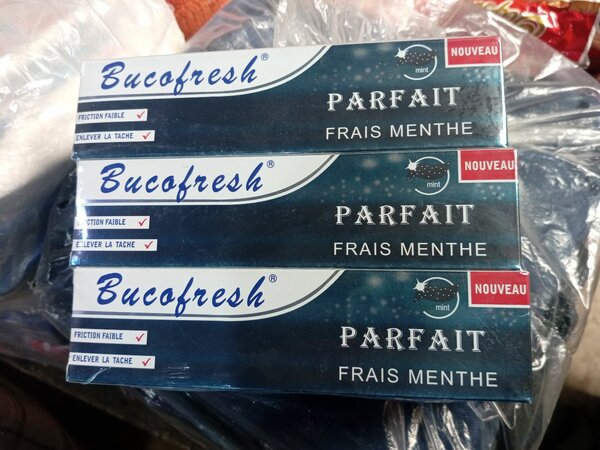 Bucofresh®
mint
NOUVEAU
PARFAIT
FRICTION FAIBLE
ENLEVER LA TACHE
FRAIS MENTHE
Bucofresh®
mint
NOUVEAU
PARFAIT
FRICTION FAIBLE
ENLEVER LA TACHE
FRAIS MENTHE
Bucofresh®
mint
NOUVEAU
PARFAIT
FRICTION FAIBLE
ENLEVER LA TACHE
FRAIS MENTHE